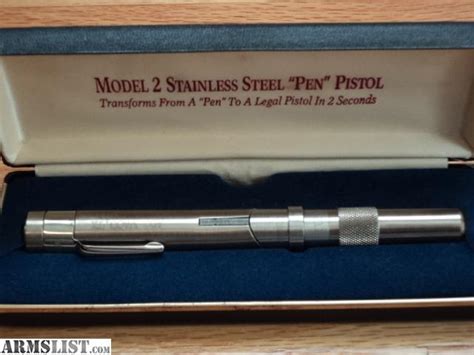 MODEL 2 STAINLESS STEEL "PEN" PISTOL
Transforms From A "Pen" To A Legal Pistol In 2 Seconds
ARMSLIST.COM